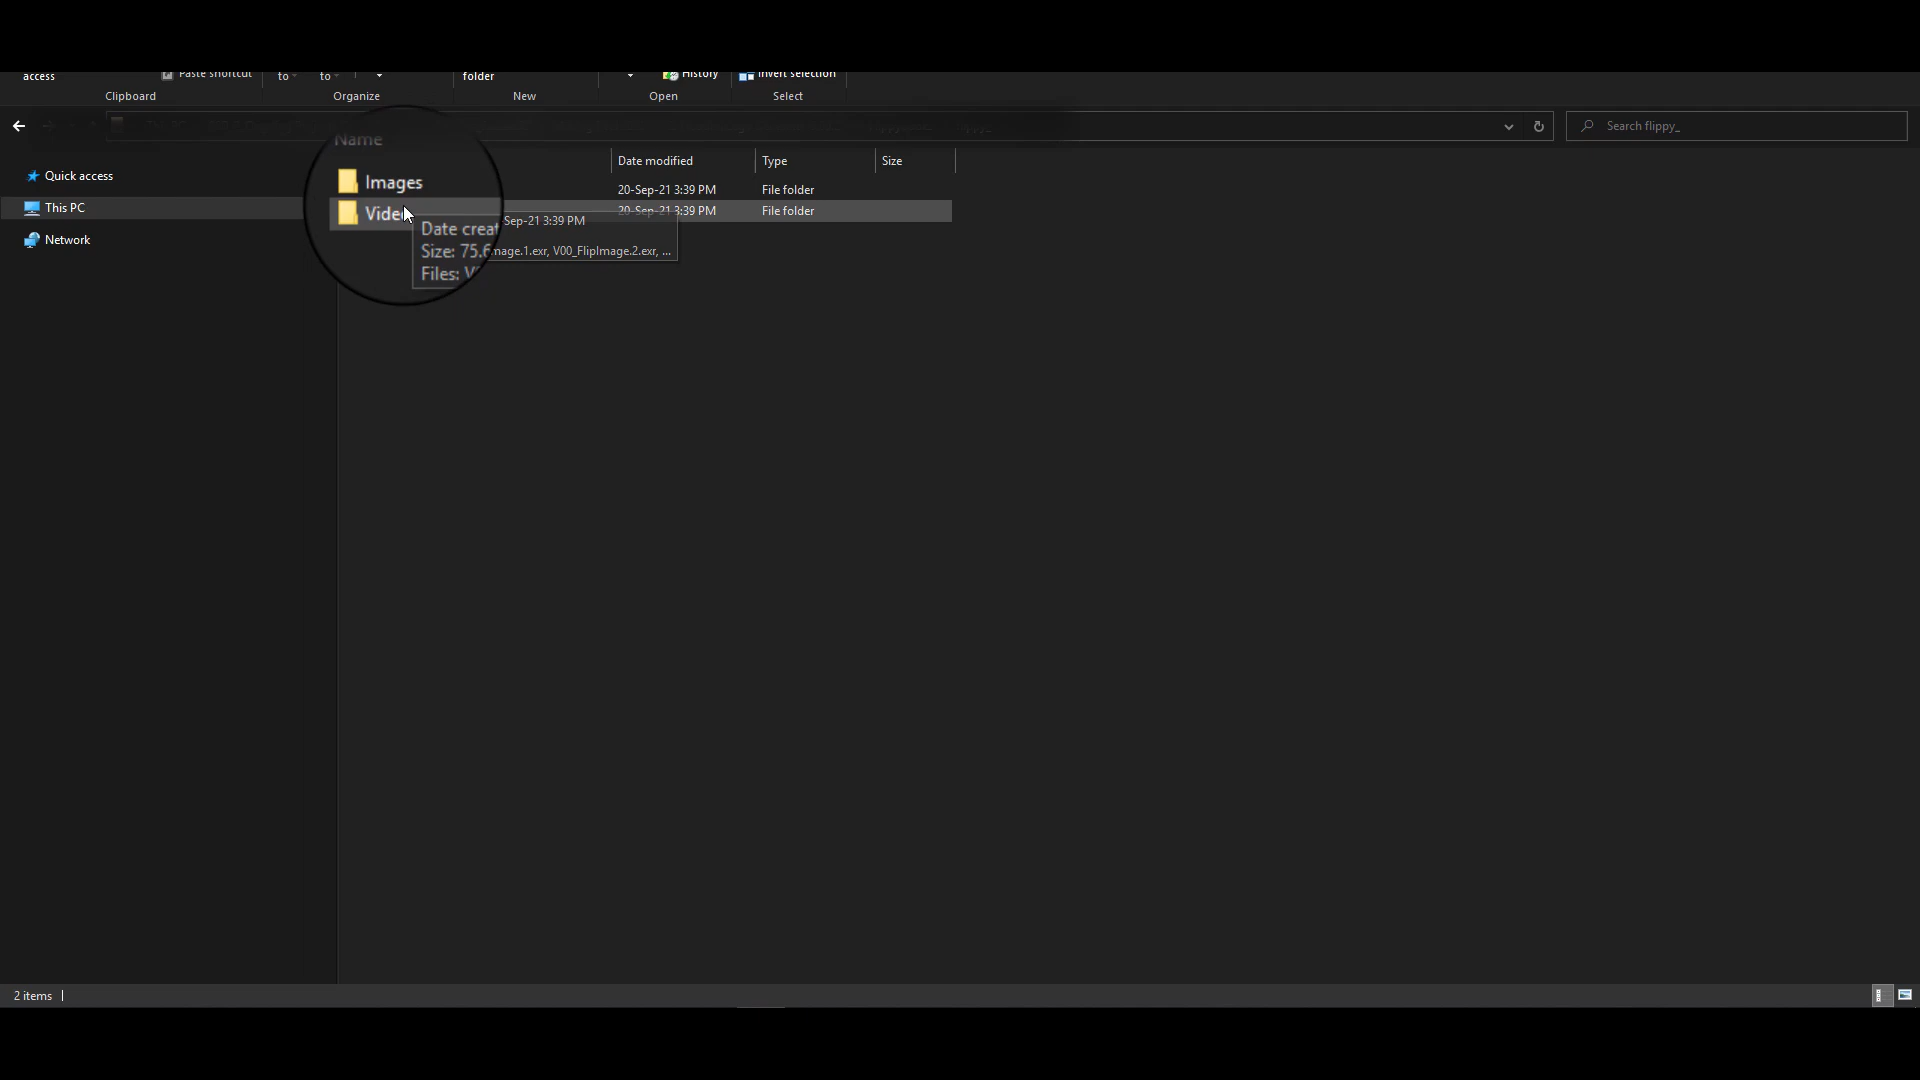 access
Paste shortcut
to
to
folder
History
Invert selection
Clipboard
Organize
New
Open
Select
Search flippy_
Name
Date modified
Type
Size
Quick access
Images
20-Sep-21 3:39 PM
File folder
This PC
20-Sep-21 3:39 PM
File folder
Sep-21 3:39 PM
Date creat
Network
Size: 75.6
mage.1.exr, V00_FlipImage.2.exr, ...
Files:
2 items